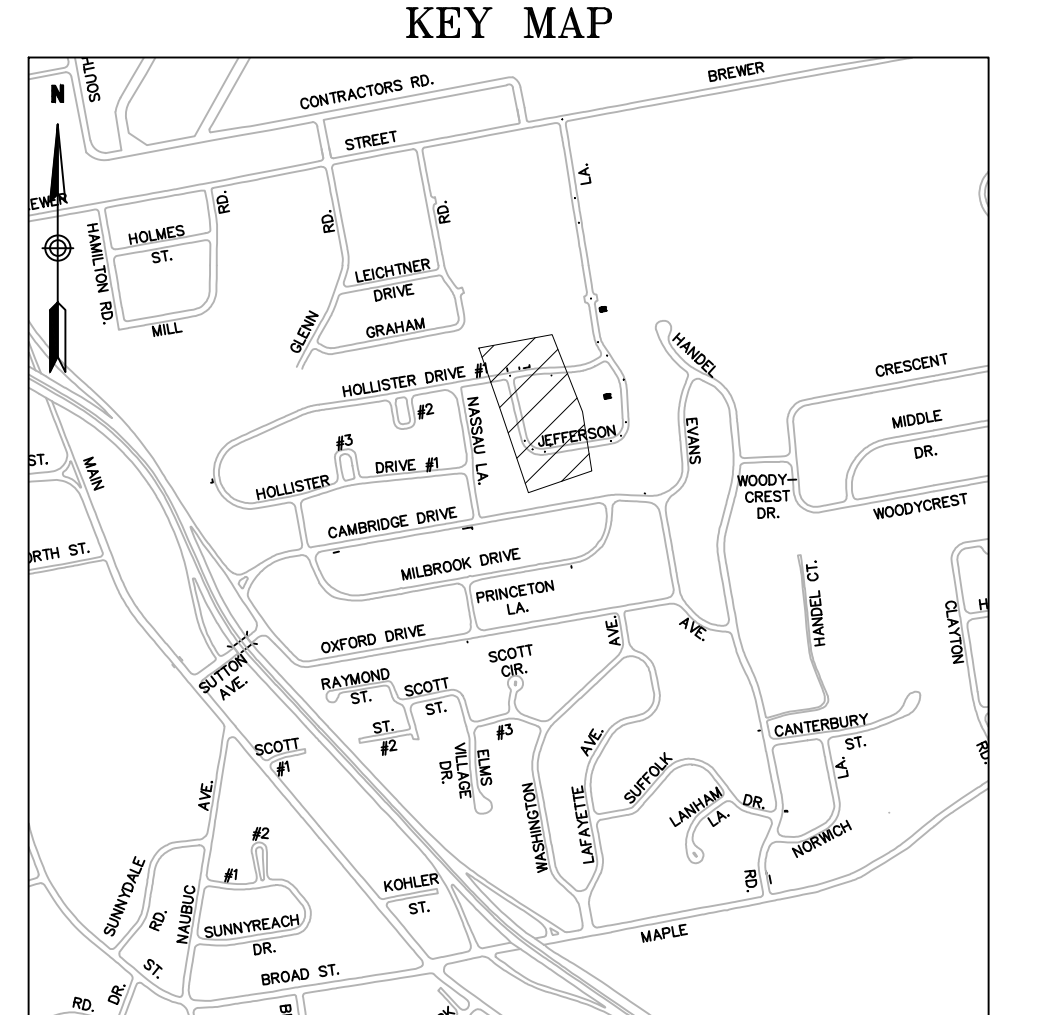 KEY MAP
SOUTH
N
CONTRACTORS RD.
BREWER
STREET
LA.
EWER
RD.
RD.
RD.
HAMILTON RD.
HOLMES
ST.
MILL
LEICHTNER
DRIVE
GLENN
GRAHAM
HANDEL
CRESCENT
HOLLISTER DRIVE #1
#2
NASSAU LA.
JEFFERSON
EVANS
MIDDLE
DR.
#3
DRIVE #1
HOLLISTER
ST.
MAIN
WOODY-
CREST
DR.
WOODYCREST
CAMBRIDGE DRIVE
ORTH ST.
MILBROOK DRIVE
PRINCETON
LA.
HANDEL CT.
CLAYTON
H
OXFORD DRIVE
AVE.
AVE.
SUTTON
AVE.
RAYMOND
ST.
SCOTT
CIR.
SCOTT
ST.
ST.
#2
#3
CANTERBURY
ST.
LA.
RD.
SCOTT
#1
VILLAGE
DR.
ELMS
AVE.
SUFFOLK
LANHAM
LA.
DR.
NORWICH
AVE.
WASHINGTON
LAFAYETTE
#2
SUNNYDALE
RD.
#1
NAUBUC
SUNNYREACH
DR.
KOHLER
ST.
RD.
MAPLE
ST.
BROAD ST.
RD.
DR.